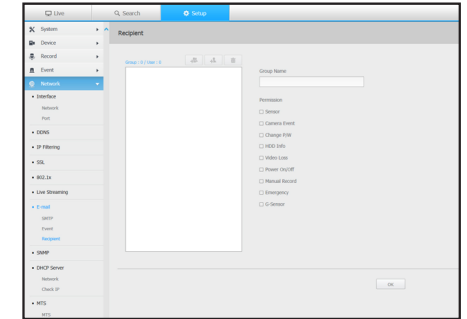 Live
Search
Setup
System
Device
Record
Event
Network
Interface
Network
Port
DDNS
IP Filtering
SSL
802.1x
Live Streaming
E-mail
SMTP
Event
Recipient
SNMP
DHCP Server
Network
Check IP
MTS
MTS
Recipient
Group : 0 / User : 0
Group Name
Permission
Sensor
Camera Event
Change P/W
HDD Info
Video Loss
Power On/Off
Manual Record
Emergency
G-Sensor
OK